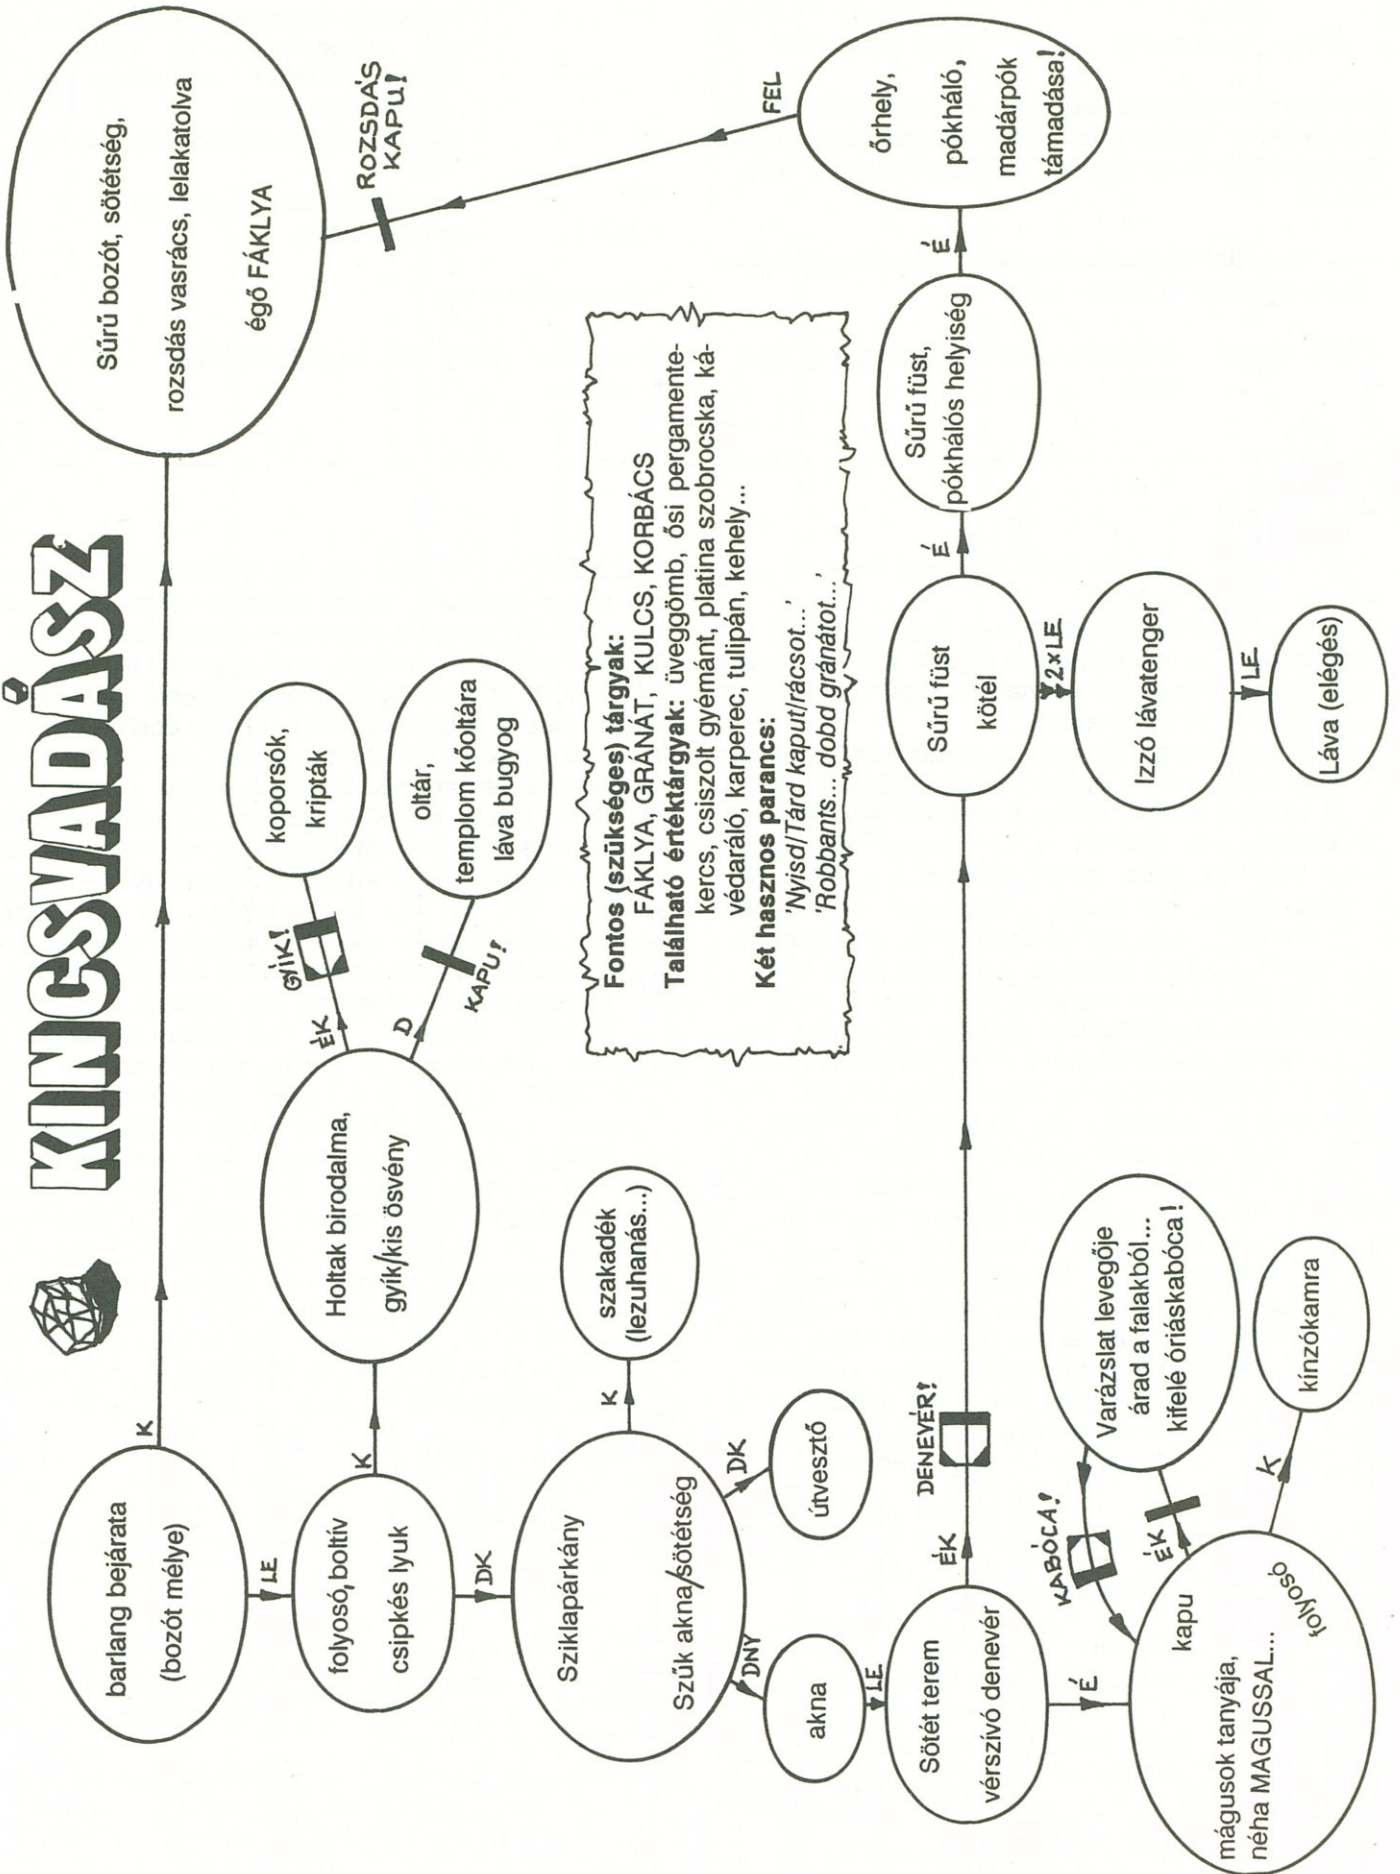 KINCSVADÁSZ
barlang bejárata
(bozót mélye)
K
Sűrű bozót, sötétség,
rozsdás vasrács, lelakatolva
égő FÁKLYA
ROZSDÁS
KAPU!
LE
folyosó, boltív
csipkés lyuk
K
Holtak birodalma,
gyík/kis ösvény
ÉK
GYÍK!
koporsók,
kripták
D
KAPU!
oltár,
templom kőoltára
láva bugyog
DK
Sziklapárkány
Szűk akna/sötétség
K
szakadék
(lezuhanás...)
DK
útvesztő
DNY
akna
LE
Sötét terem
vérszívó denevér
ÉK
DENEVÉR!
Sűrű füst
kötél
2×LE
Izzó lávatenger
LE
Láva (elégés)
É
Sűrű füst,
pókhálós helyiség
É
őrhely,
pókháló,
madárpók
támadása!
FEL
É
mágusok tanyája,
néha MAGUSSAL...
kapu
folyosó
ÉK
KABÓCA!
Varázslat levegője
árad a falakból...
kifelé óriáskabóca!
K
kínzókamra
Fontos (szükséges) tárgyak:
FÁKLYA, GRÁNÁT, KULCS, KORBÁCS
Található értéktárgyak: üveggömb, ősi pergamente-
kercs, csiszolt gyémánt, platina szobrocska, ká-
védaráló, karperec, tulipán, kehely...
Két hasznos parancs:
'Nyisd/Tárd kaput/rácsot...'
'Robbants... dobd gránátot...'